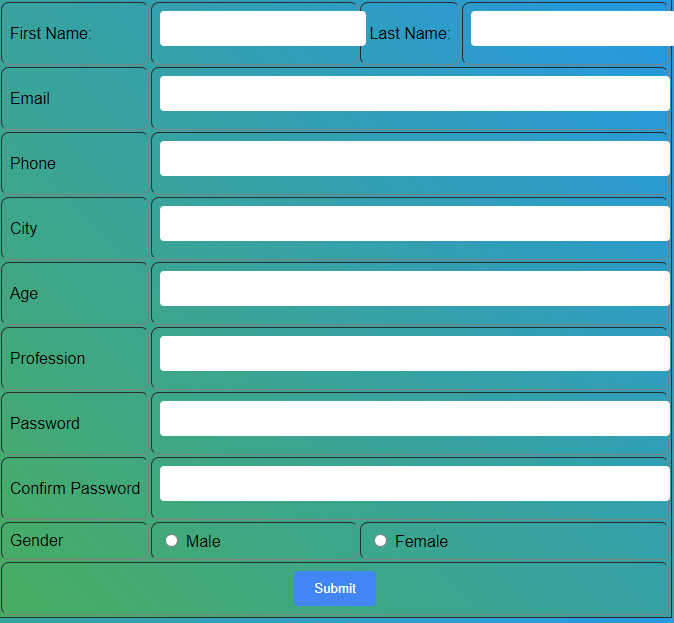 First Name: Last Name:
Email
Phone
City
Age
Profession
Password
Confirm Password
Gender Male Female
Submit